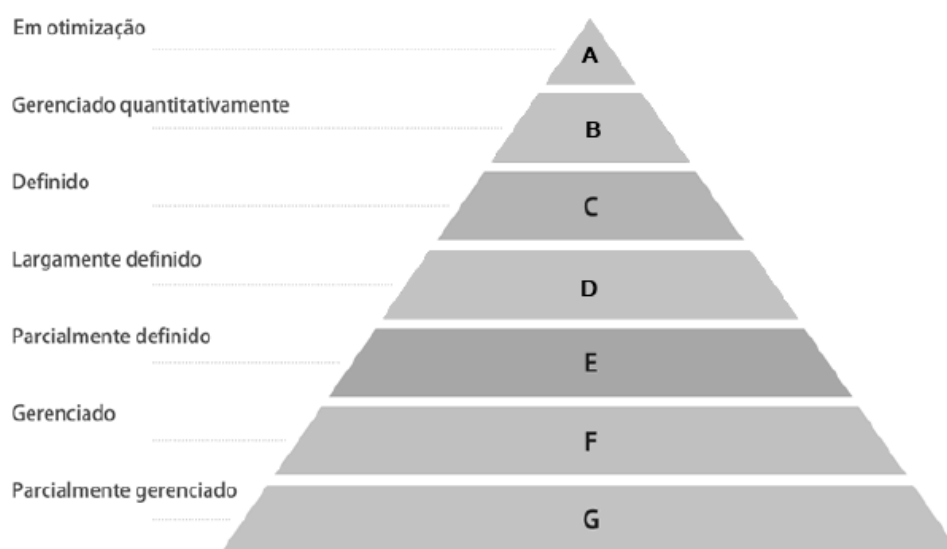 Em otimização
A
Gerenciado quantitativamente
B
Definido
C
Largamente definido
D
Parcialmente definido
E
Gerenciado
F
Parcialmente gerenciado
G